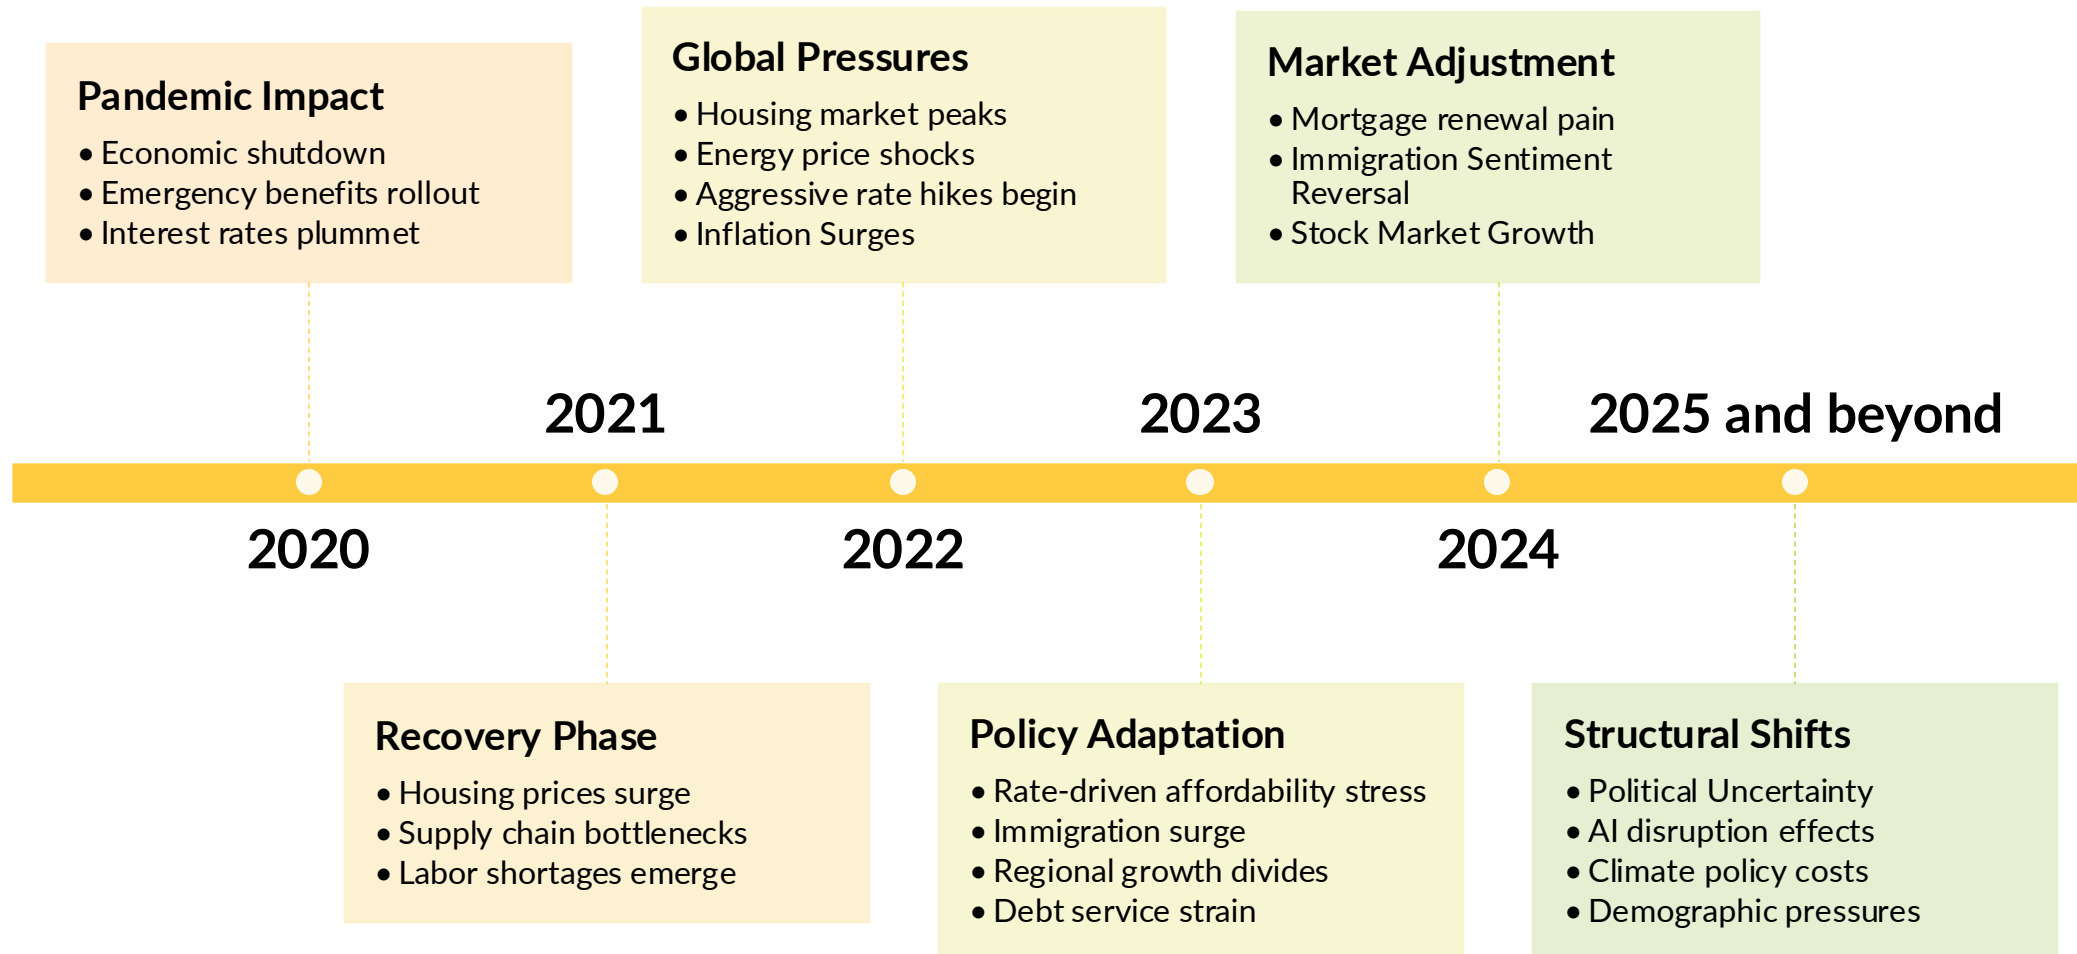 Pandemic Impact
• Economic shutdown
• Emergency benefits rollout
• Interest rates plummet
Global Pressures
• Housing market peaks
• Energy price shocks
• Aggressive rate hikes begin
• Inflation Surges
Market Adjustment
• Mortgage renewal pain
• Immigration Sentiment
Reversal
• Stock Market Growth
2021
2023
2025 and beyond
2020
2022
2024
Recovery Phase
• Housing prices surge
• Supply chain bottlenecks
• Labor shortages emerge
Policy Adaptation
• Rate-driven affordability stress
• Immigration surge
• Regional growth divides
• Debt service strain
Structural Shifts
• Political Uncertainty
• AI disruption effects
• Climate policy costs
• Demographic pressures